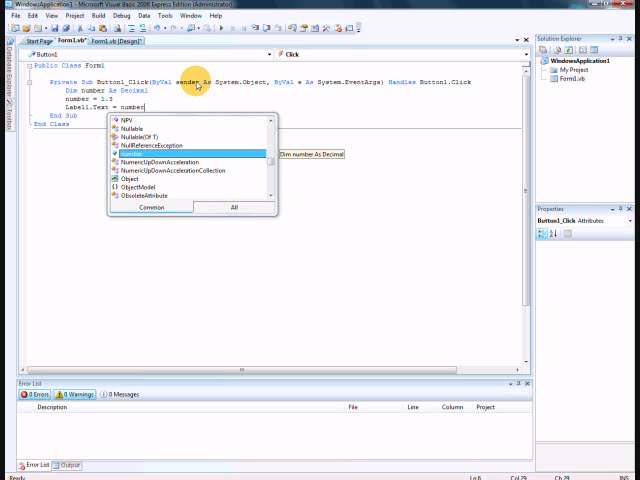 WindowsApplication1 - Microsoft Visual Basic 2008 Express Edition (Administrator)
File Edit View Project Build Debug Data Tools Window Help
Start Page Form1.vb* Form1.vb [Design]*
Button1 Click
Public Class Form1
Private Sub Button1_Click(ByVal sender As System.Object, ByVal e As System.EventArgs) Handles Button1.Click
Dim number As Decimal
number = 1.3
Label1.Text = number
End Sub
End Class
NPV
Nullable
Nullable(Of T)
NullReferenceException
number
Dim number As Decimal
NumericUpDownAcceleration
NumericUpDownAccelerationCollection
Object
ObjectModel
ObsoleteAttribute
Common All
Database Explorer
Toolbox
Solution Explorer
WindowsApplication1
My Project
Form1.vb
Properties
Button1_Click Attributes
Error List
0 Errors 0 Warnings 0 Messages
Description File Line Column Project
Error List Output
Ready Ln 6 Col 29 Ch 29 INS